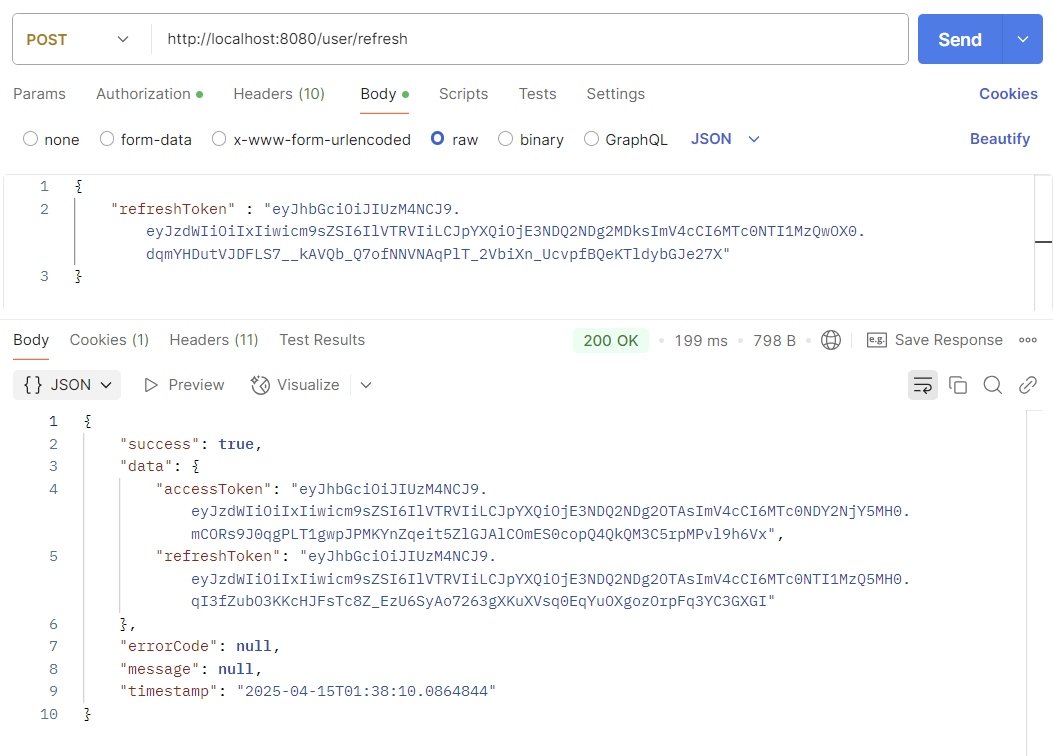 POST http://localhost:8080/user/refresh Send
Params Authorization Headers (10) Body Scripts Tests Settings Cookies
none form-data x-www-form-urlencoded raw binary GraphQL JSON Beautify
1 {
2 "refreshToken" : "eyJhbGciOiJIUzM4NCJ9.
eyJzdWIiOiIxIiwicm9sZSI6IlVTRVIiLCJpYXQiOjE3NDQ2NDg2MDksImV4cCI6MTc0NTI1MzQwOX0.
dqmYHDutVJDFLS7__kAVQb_Q7ofNNVNAqPlT_2VbiXn_UcvpfBQeKTldybGJe27X"
3 }
Body Cookies (1) Headers (11) Test Results 200 OK • 199 ms • 798 B • e.g. Save Response
{} JSON Preview Visualize
1 {
2 "success": true,
3 "data": {
4 "accessToken": "eyJhbGciOiJIUzM4NCJ9.
eyJzdWIiOiIxIiwicm9sZSI6IlVTRVIiLCJpYXQiOjE3NDQ2NDg2OTAsImV4cCI6MTc0NDY2NjY5MH0.
mCORs9J0qgPLT1gwpJPMKYnZqeit5ZlGJAlCOmES0copQ4QkQM3C5rpMPvl9h6Vx",
5 "refreshToken": "eyJhbGciOiJIUzM4NCJ9.
eyJzdWIiOiIxIiwicm9sZSI6IlVTRVIiLCJpYXQiOjE3NDQ2NDg2OTAsImV4cCI6MTc0NTI1MzQ5MH0.
qI3fZubO3KKcHJFsTc8Z_EzU6SyAo7263gXKuXVsq0EqYuOXgozOrpFq3YC3GXGI"
6 },
7 "errorCode": null,
8 "message": null,
9 "timestamp": "2025-04-15T01:38:10.0864844"
10 }